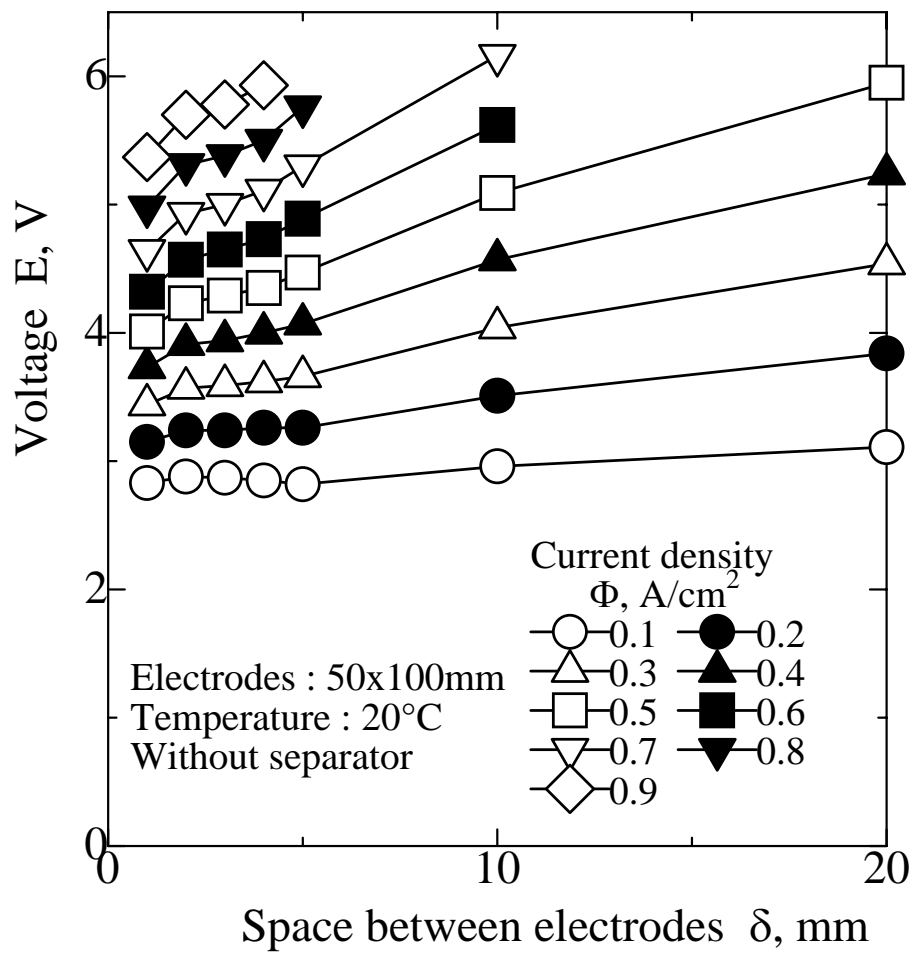 6
4
2
0
Voltage E, V
Current density
Φ, A/cm²
0.1 0.2
0.3 0.4
0.5 0.6
0.7 0.8
0.9
Electrodes : 50x100mm
Temperature : 20°C
Without separator
0 10 20
Space between electrodes δ, mm